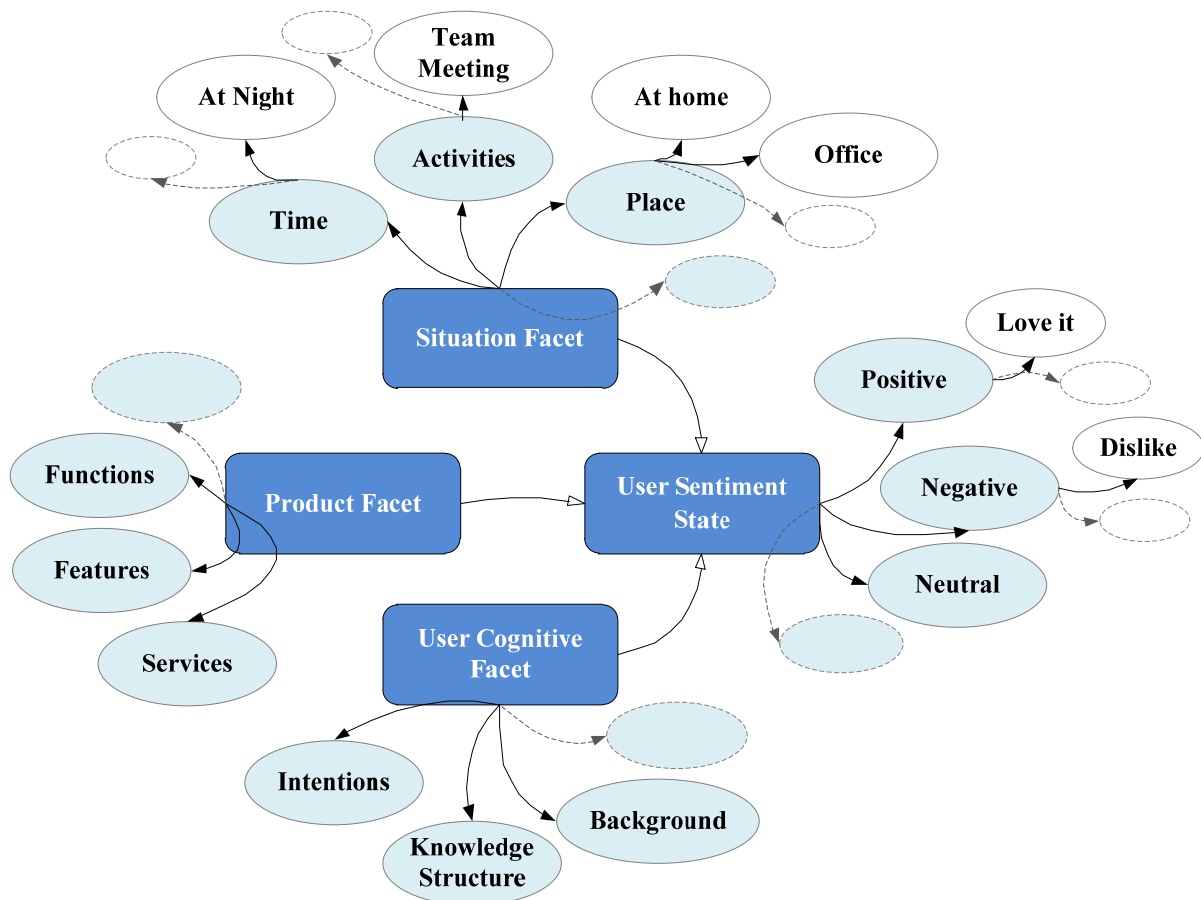 Team
Meeting
At Night
At home
Activities
Office
Time
Place
Situation Facet
Love it
Positive
Dislike
Functions
Product Facet
User Sentiment
State
Negative
Features
Neutral
User Cognitive
Facet
Services
Intentions
Background
Knowledge
Structure